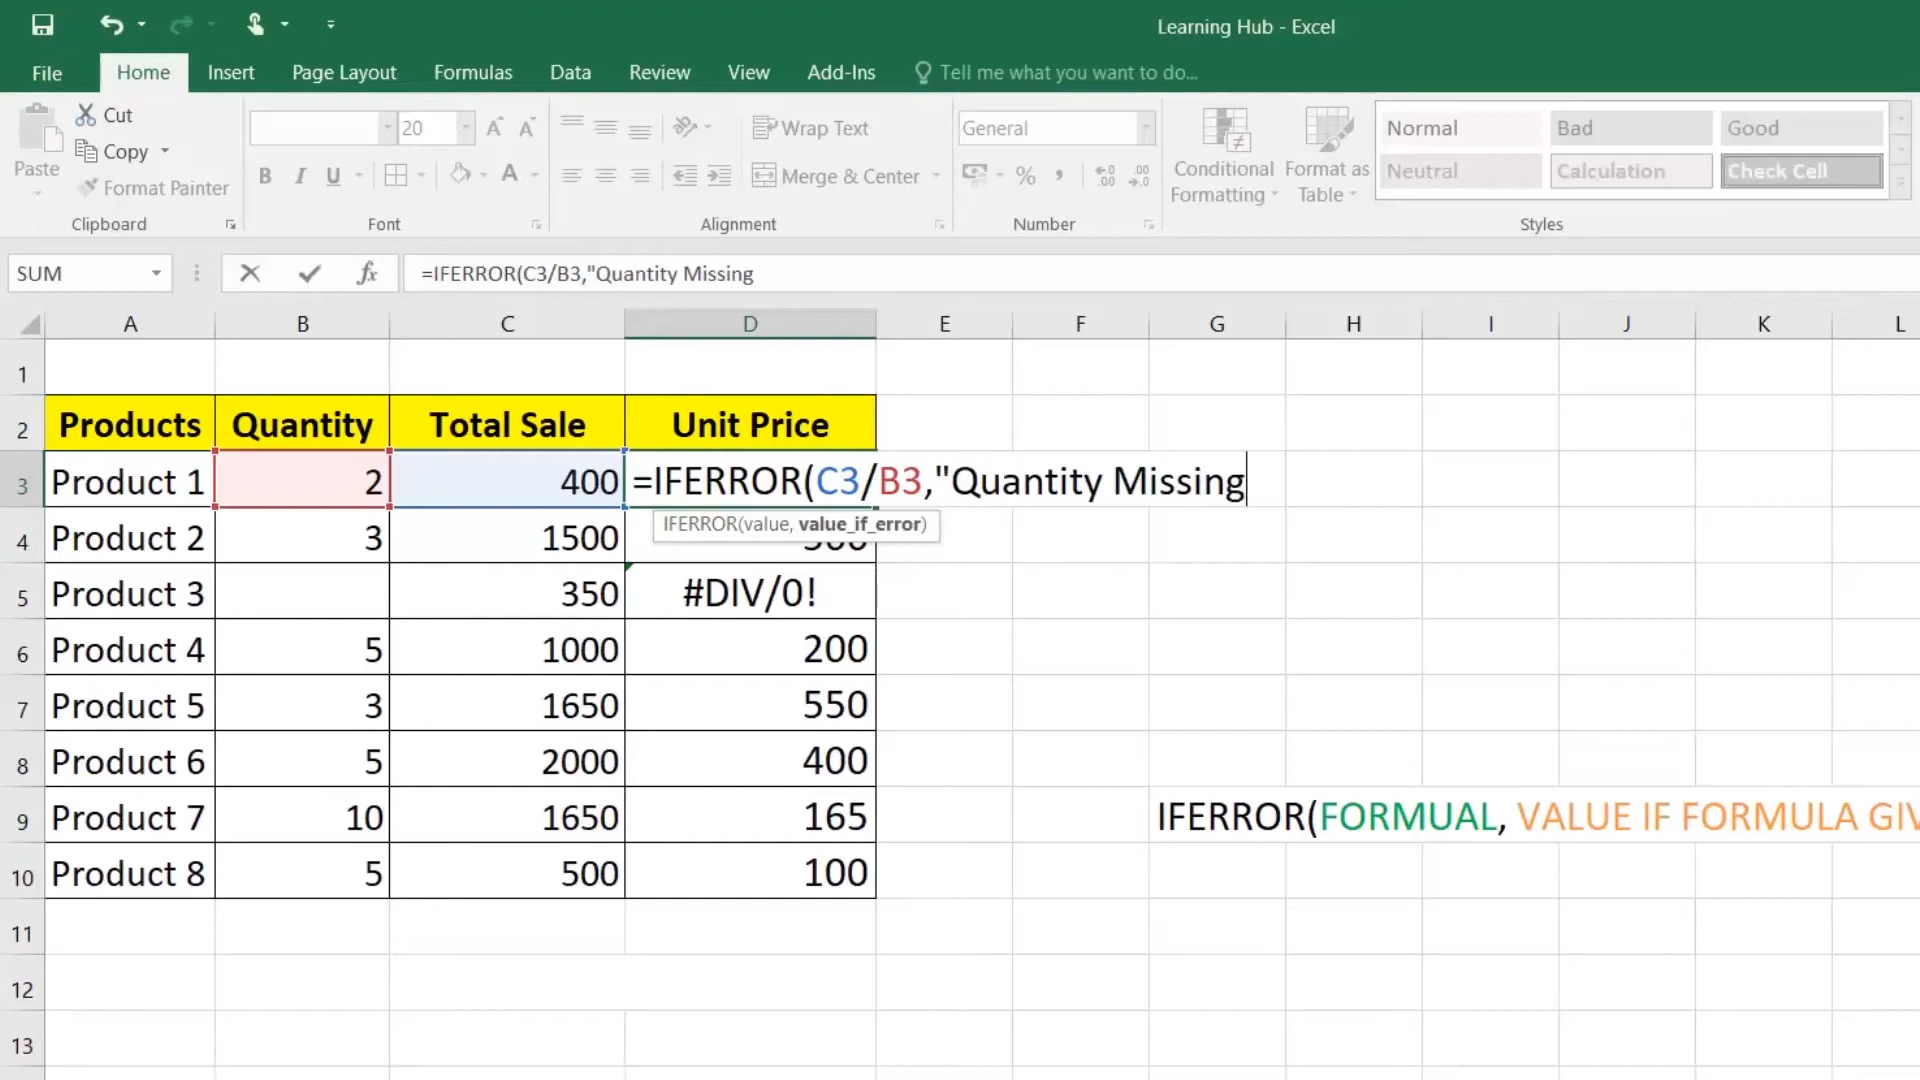 Learning Hub - Excel
File Home Insert Page Layout Formulas Data Review View Add-Ins Tell me what you want to do...
Paste
Cut
Copy
Format Painter
Clipboard
20
B I U
A
Font
Wrap Text
Merge & Center
Alignment
General
%
Number
Conditional Formatting
Format as Table
Normal Bad Good
Neutral Calculation Check Cell
Styles
SUM fx =IFERROR(C3/B3,"Quantity Missing
A B C D E F G H I J K L
1
2 Products Quantity Total Sale Unit Price
3 Product 1 2 400 =IFERROR(C3/B3,"Quantity Missing
IFERROR(value, value_if_error)
4 Product 2 3 1500
5 Product 3 350 #DIV/0!
6 Product 4 5 1000 200
7 Product 5 3 1650 550
8 Product 6 5 2000 400
9 Product 7 10 1650 165 IFERROR(FORMUAL, VALUE IF FORMULA GIV
10 Product 8 5 500 100
11
12
13